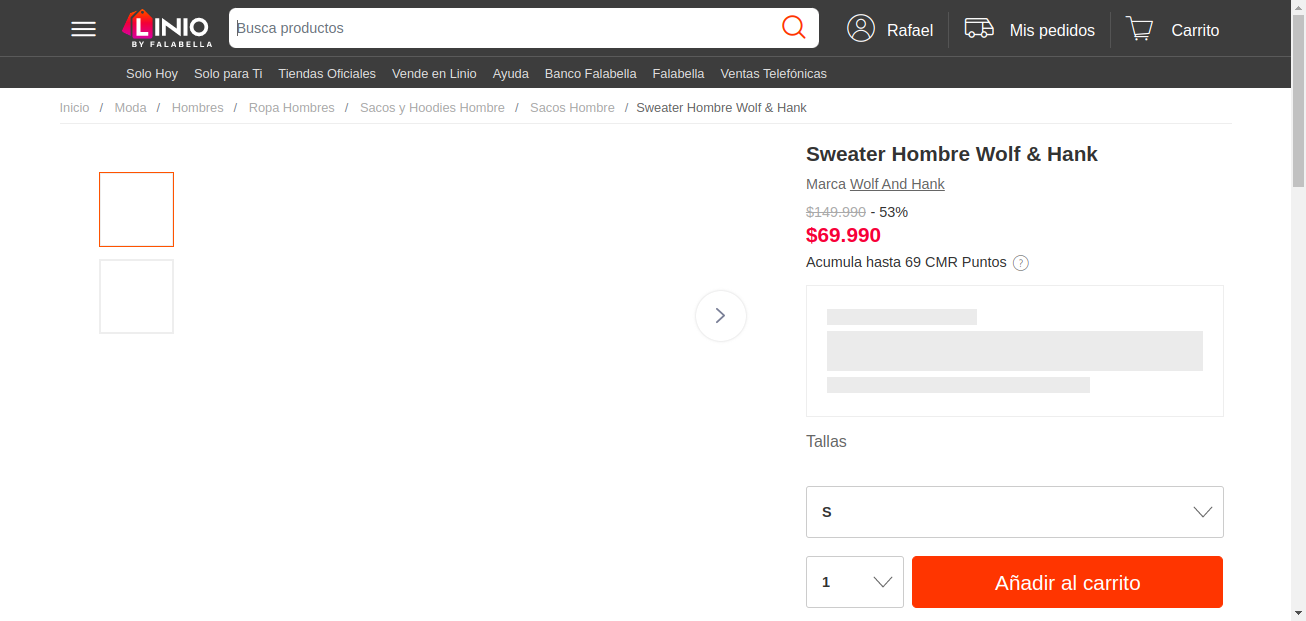 LINIO
BY FALABELLA
Busca productos
Rafael
Mis pedidos
Carrito
Solo Hoy Solo para Ti Tiendas Oficiales Vende en Linio Ayuda Banco Falabella Falabella Ventas Telefónicas
Inicio / Moda / Hombres / Ropa Hombres / Sacos y Hoodies Hombre / Sacos Hombre / Sweater Hombre Wolf & Hank
Sweater Hombre Wolf & Hank
Marca Wolf And Hank
$149.990 - 53%
$69.990
Acumula hasta 69 CMR Puntos ?
Tallas
S
1
Añadir al carrito